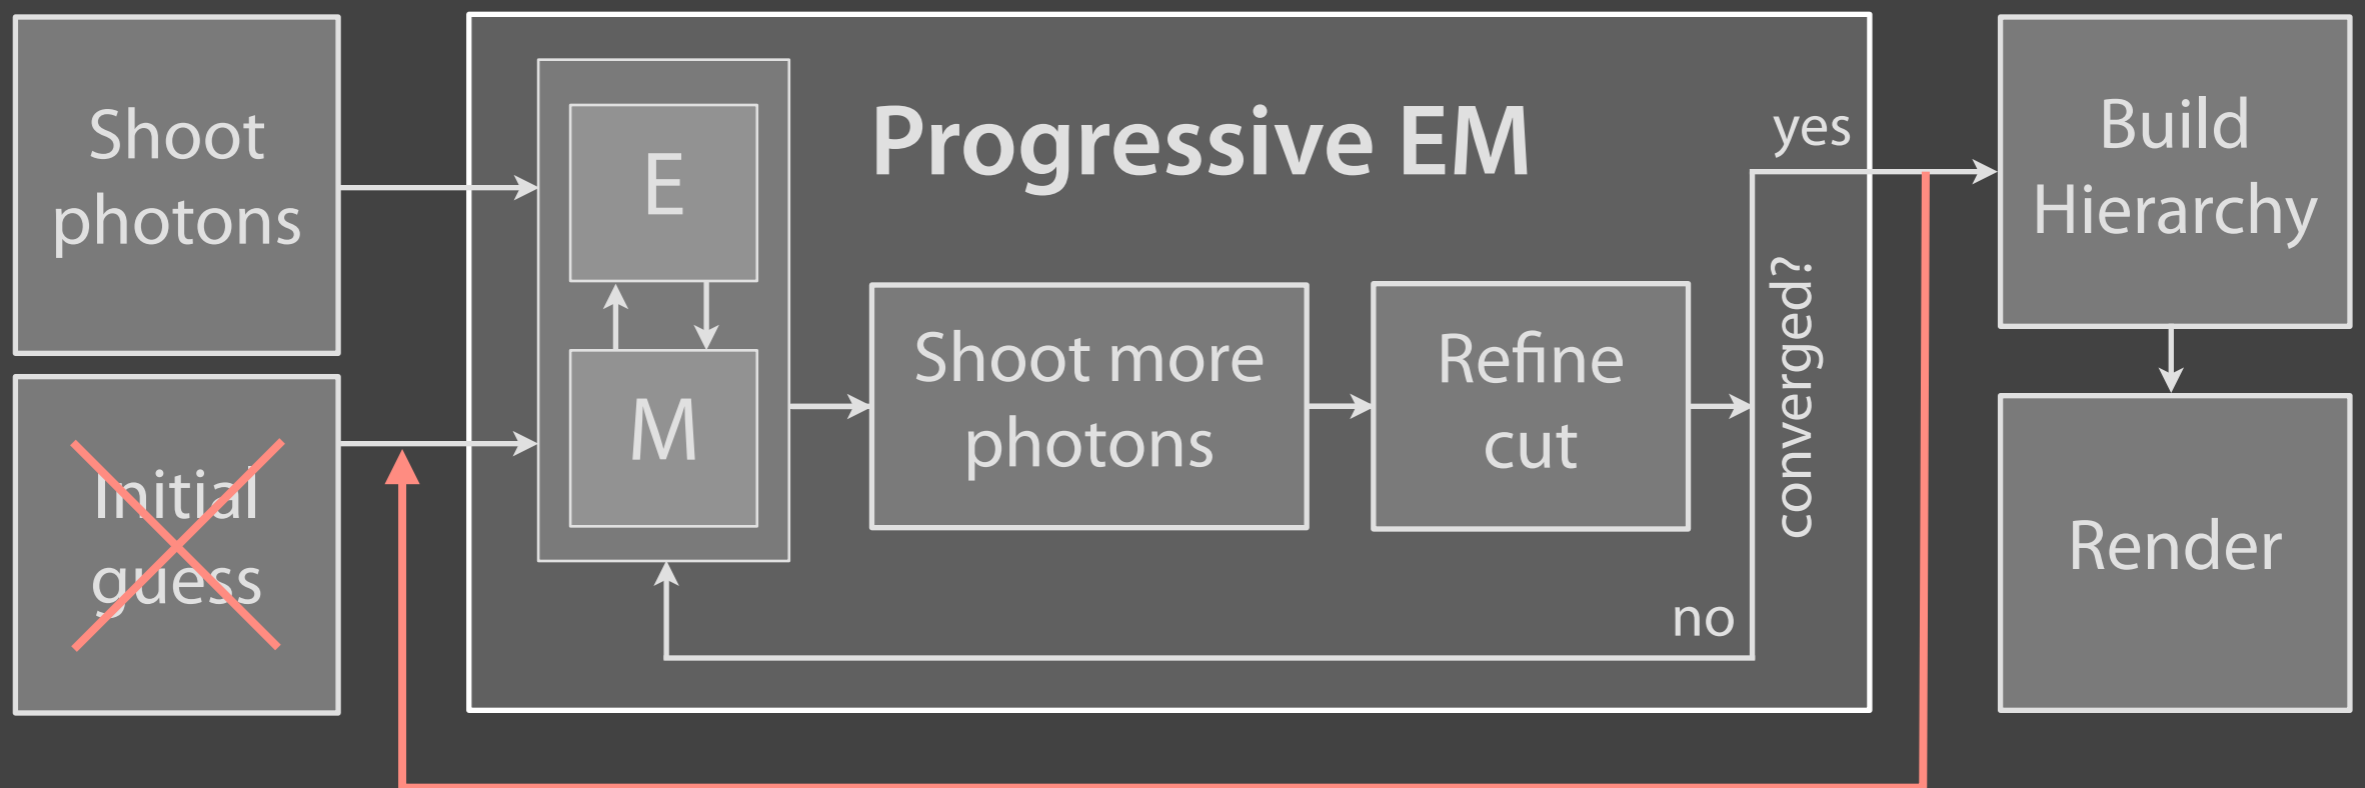 Shoot
photons
Initial
guess
E
M
Progressive EM
Shoot more
photons
Refine
cut
converged?
yes
no
Build
Hierarchy
Render